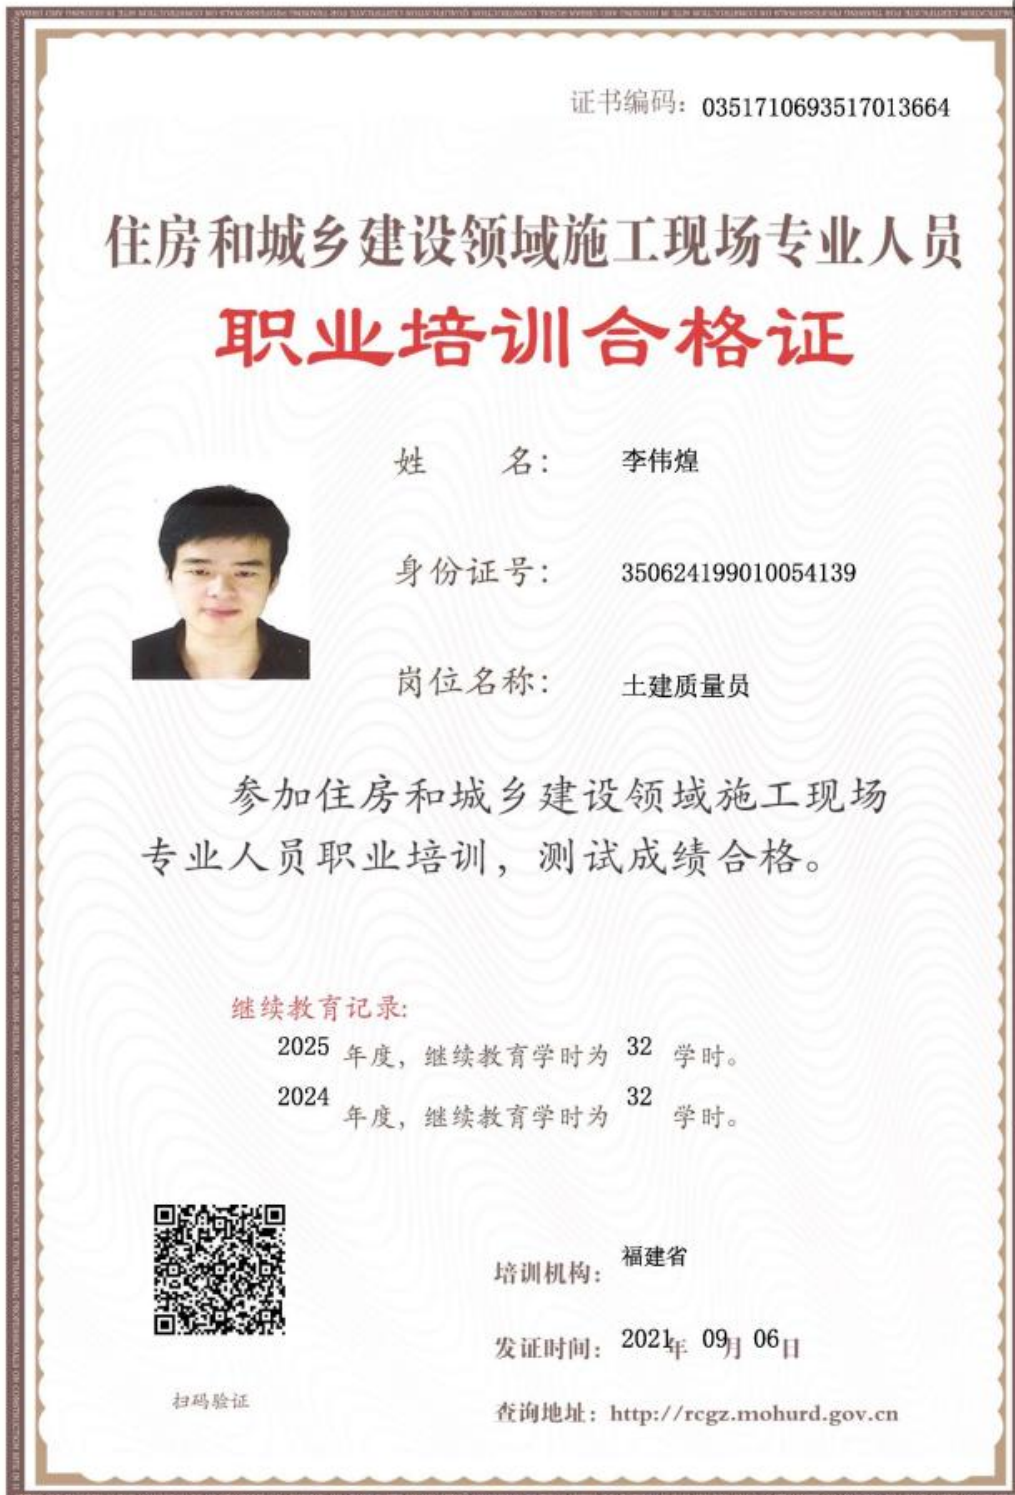 证书编码：0351710693517013664
住房和城乡建设领域施工现场专业人员
职业培训合格证
姓 名： 李伟煌
身份证号： 350624199010054139
岗位名称： 土建质量员
参加住房和城乡建设领域施工现场
专业人员职业培训，测试成绩合格。
继续教育记录:
2025 年度，继续教育学时为 32 学时。
2024 年度，继续教育学时为 32 学时。
培训机构： 福建省
发证时间： 2021年 09月 06日
扫码验证
查询地址：http://rcgz.mohurd.gov.cn